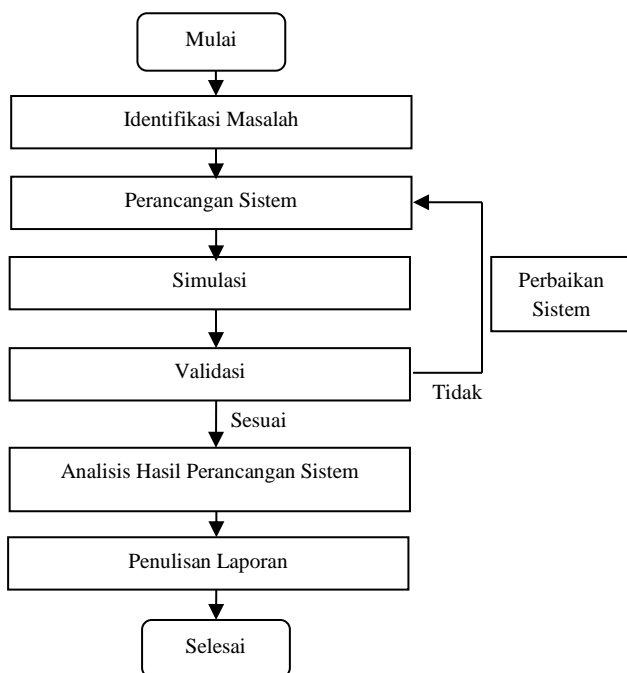 Mulai
Identifikasi Masalah
Perancangan Sistem
Simulasi
Perbaikan
Sistem
Validasi
Tidak
Sesuai
Analisis Hasil Perancangan Sistem
Penulisan Laporan
Selesai